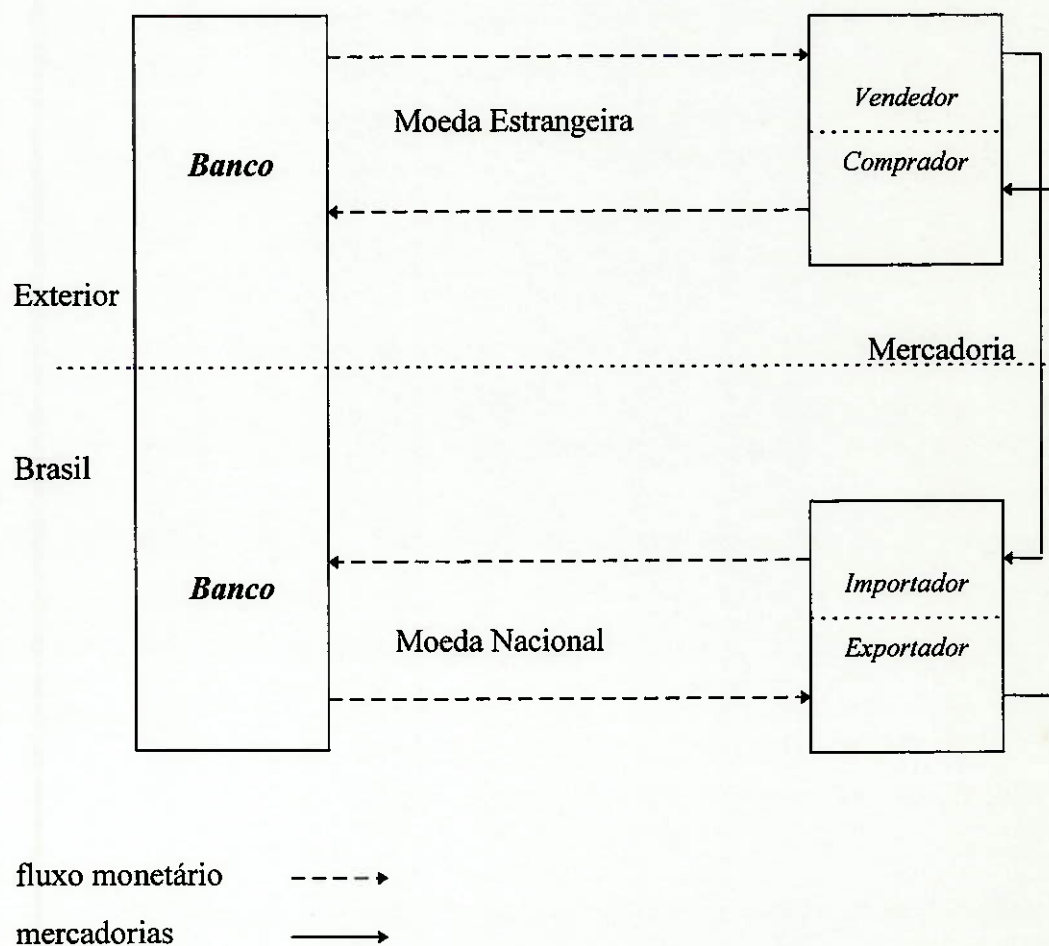 Vendedor
Moeda Estrangeira
Banco
Comprador
Exterior
Mercadoria
Brasil
Banco
Importador
Moeda Nacional
Exportador
fluxo monetário
mercadorias